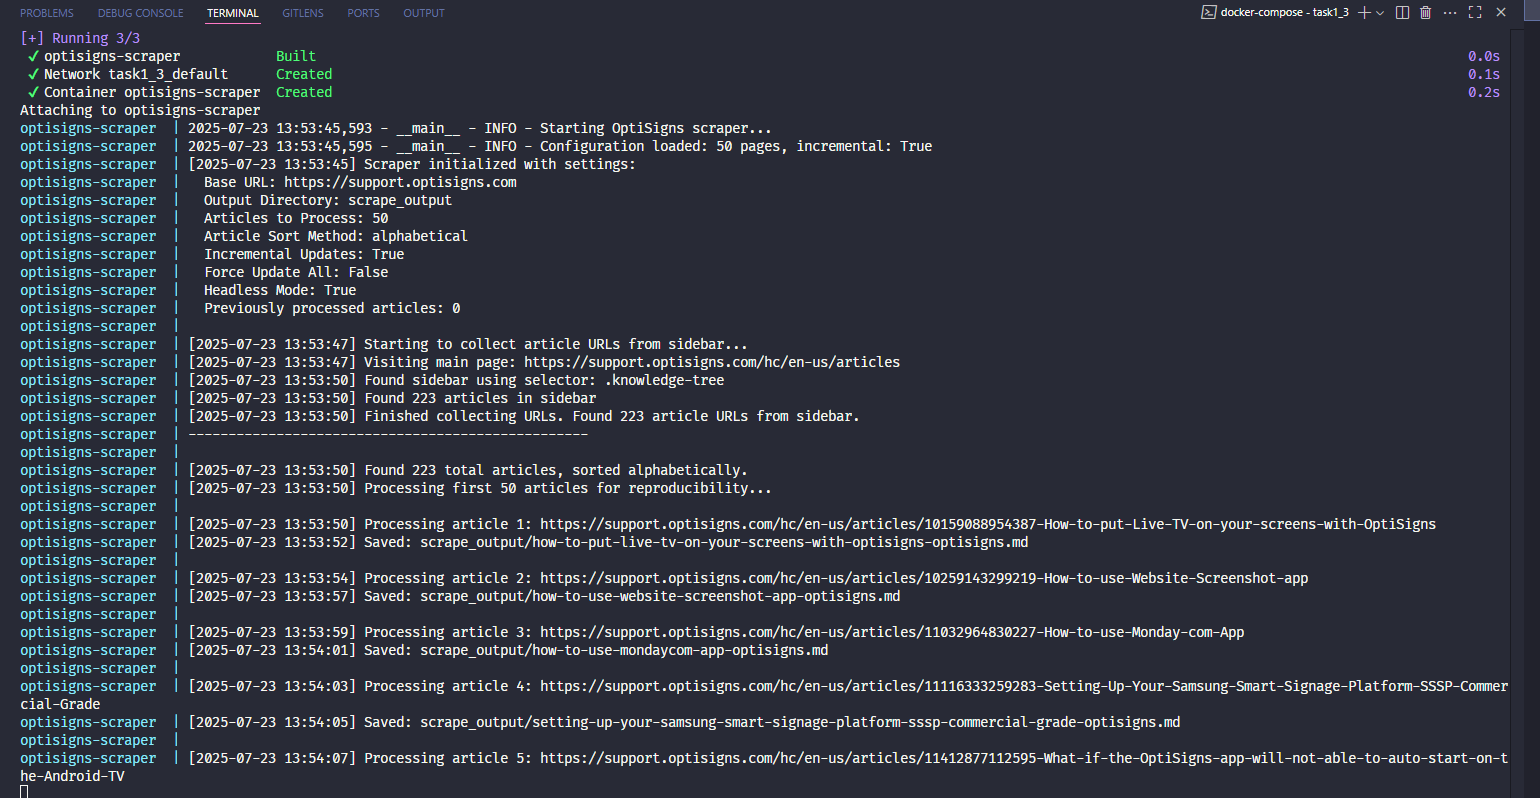 PROBLEMS DEBUG CONSOLE TERMINAL GITLENS PORTS OUTPUT docker-compose - task1_3
[+] Running 3/3
✔ optisigns-scraper Built 0.0s
✔ Network task1_3_default Created 0.1s
✔ Container optisigns-scraper Created 0.2s
Attaching to optisigns-scraper
optisigns-scraper | 2025-07-23 13:53:45,593 - __main__ - INFO - Starting OptiSigns scraper...
optisigns-scraper | 2025-07-23 13:53:45,595 - __main__ - INFO - Configuration loaded: 50 pages, incremental: True
optisigns-scraper | [2025-07-23 13:53:45] Scraper initialized with settings:
optisigns-scraper | Base URL: https://support.optisigns.com
optisigns-scraper | Output Directory: scrape_output
optisigns-scraper | Articles to Process: 50
optisigns-scraper | Article Sort Method: alphabetical
optisigns-scraper | Incremental Updates: True
optisigns-scraper | Force Update All: False
optisigns-scraper | Headless Mode: True
optisigns-scraper | Previously processed articles: 0
optisigns-scraper |
optisigns-scraper | [2025-07-23 13:53:47] Starting to collect article URLs from sidebar...
optisigns-scraper | [2025-07-23 13:53:47] Visiting main page: https://support.optisigns.com/hc/en-us/articles
optisigns-scraper | [2025-07-23 13:53:50] Found sidebar using selector: .knowledge-tree
optisigns-scraper | [2025-07-23 13:53:50] Found 223 articles in sidebar
optisigns-scraper | [2025-07-23 13:53:50] Finished collecting URLs. Found 223 article URLs from sidebar.
optisigns-scraper | --------------------------------------------------
optisigns-scraper |
optisigns-scraper | [2025-07-23 13:53:50] Found 223 total articles, sorted alphabetically.
optisigns-scraper | [2025-07-23 13:53:50] Processing first 50 articles for reproducibility...
optisigns-scraper |
optisigns-scraper | [2025-07-23 13:53:50] Processing article 1: https://support.optisigns.com/hc/en-us/articles/10159088954387-How-to-put-Live-TV-on-your-screens-with-OptiSigns
optisigns-scraper | [2025-07-23 13:53:52] Saved: scrape_output/how-to-put-live-tv-on-your-screens-with-optisigns-optisigns.md
optisigns-scraper |
optisigns-scraper | [2025-07-23 13:53:54] Processing article 2: https://support.optisigns.com/hc/en-us/articles/10259143299219-How-to-use-Website-Screenshot-app
optisigns-scraper | [2025-07-23 13:53:57] Saved: scrape_output/how-to-use-website-screenshot-app-optisigns.md
optisigns-scraper |
optisigns-scraper | [2025-07-23 13:53:59] Processing article 3: https://support.optisigns.com/hc/en-us/articles/11032964830227-How-to-use-Monday-com-App
optisigns-scraper | [2025-07-23 13:54:01] Saved: scrape_output/how-to-use-mondaycom-app-optisigns.md
optisigns-scraper |
optisigns-scraper | [2025-07-23 13:54:03] Processing article 4: https://support.optisigns.com/hc/en-us/articles/11116333259283-Setting-Up-Your-Samsung-Smart-Signage-Platform-SSSP-Commer
cial-Grade
optisigns-scraper | [2025-07-23 13:54:05] Saved: scrape_output/setting-up-your-samsung-smart-signage-platform-sssp-commercial-grade-optisigns.md
optisigns-scraper |
optisigns-scraper | [2025-07-23 13:54:07] Processing article 5: https://support.optisigns.com/hc/en-us/articles/11412877112595-What-if-the-OptiSigns-app-will-not-able-to-auto-start-on-t
he-Android-TV